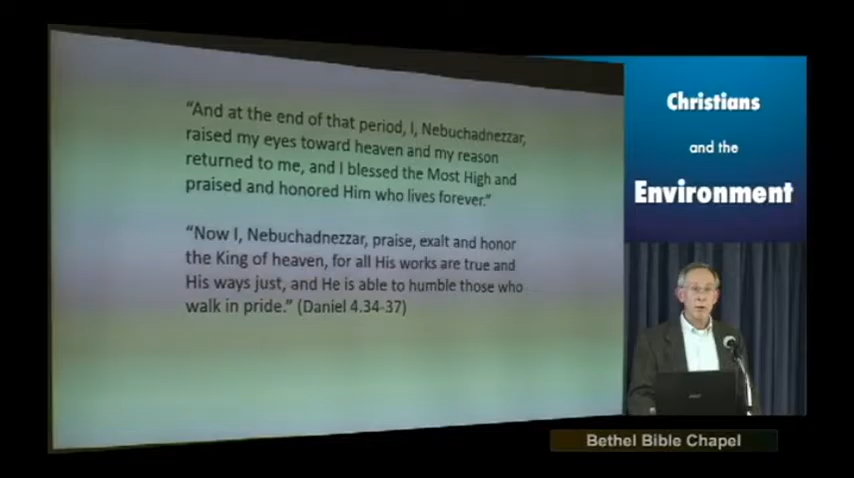 “And at the end of that period, I, Nebuchadnezzar,
raised my eyes toward heaven and my reason
returned to me, and I blessed the Most High and
praised and honored Him who lives forever.”
“Now I, Nebuchadnezzar, praise, exalt and honor
the King of heaven, for all His works are true and
His ways just, and He is able to humble those who
walk in pride.” (Daniel 4.34-37)
Christians
and the
Environment
Bethel Bible Chapel